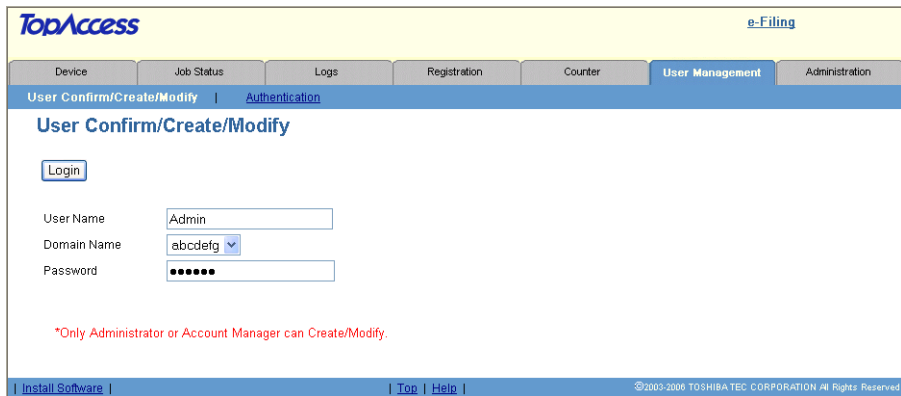 TopAccess
e-Filing
Device Job Status Logs Registration Counter User Management Administration
User Confirm/Create/Modify | Authentication
User Confirm/Create/Modify
Login
User Name Admin
Domain Name abcdefg
Password ●●●●●●
*Only Administrator or Account Manager can Create/Modify.
| Install Software | | Top | Help | ©2003-2006 TOSHIBA TEC CORPORATION All Rights Reserved